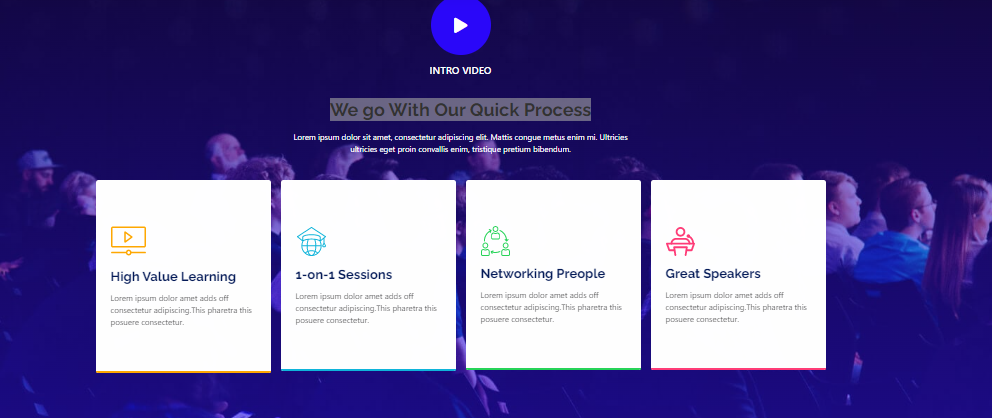 INTRO VIDEO
We go With Our Quick Process
Lorem ipsum dolor sit amet, consectetur adipiscing elit. Mattis congue metus enim mi. Ultricies
ultricies eget proin convallis enim, tristique pretium bibendum.
High Value Learning
Lorem ipsum dolor amet adds off
consectetur adipiscing.This pharetra this
posuere consectetur.
1-on-1 Sessions
Lorem ipsum dolor amet adds off
consectetur adipiscing.This pharetra this
posuere consectetur.
Networking Preople
Lorem ipsum dolor amet adds off
consectetur adipiscing.This pharetra this
posuere consectetur.
Great Speakers
Lorem ipsum dolor amet adds off
consectetur adipiscing.This pharetra this
posuere consectetur.